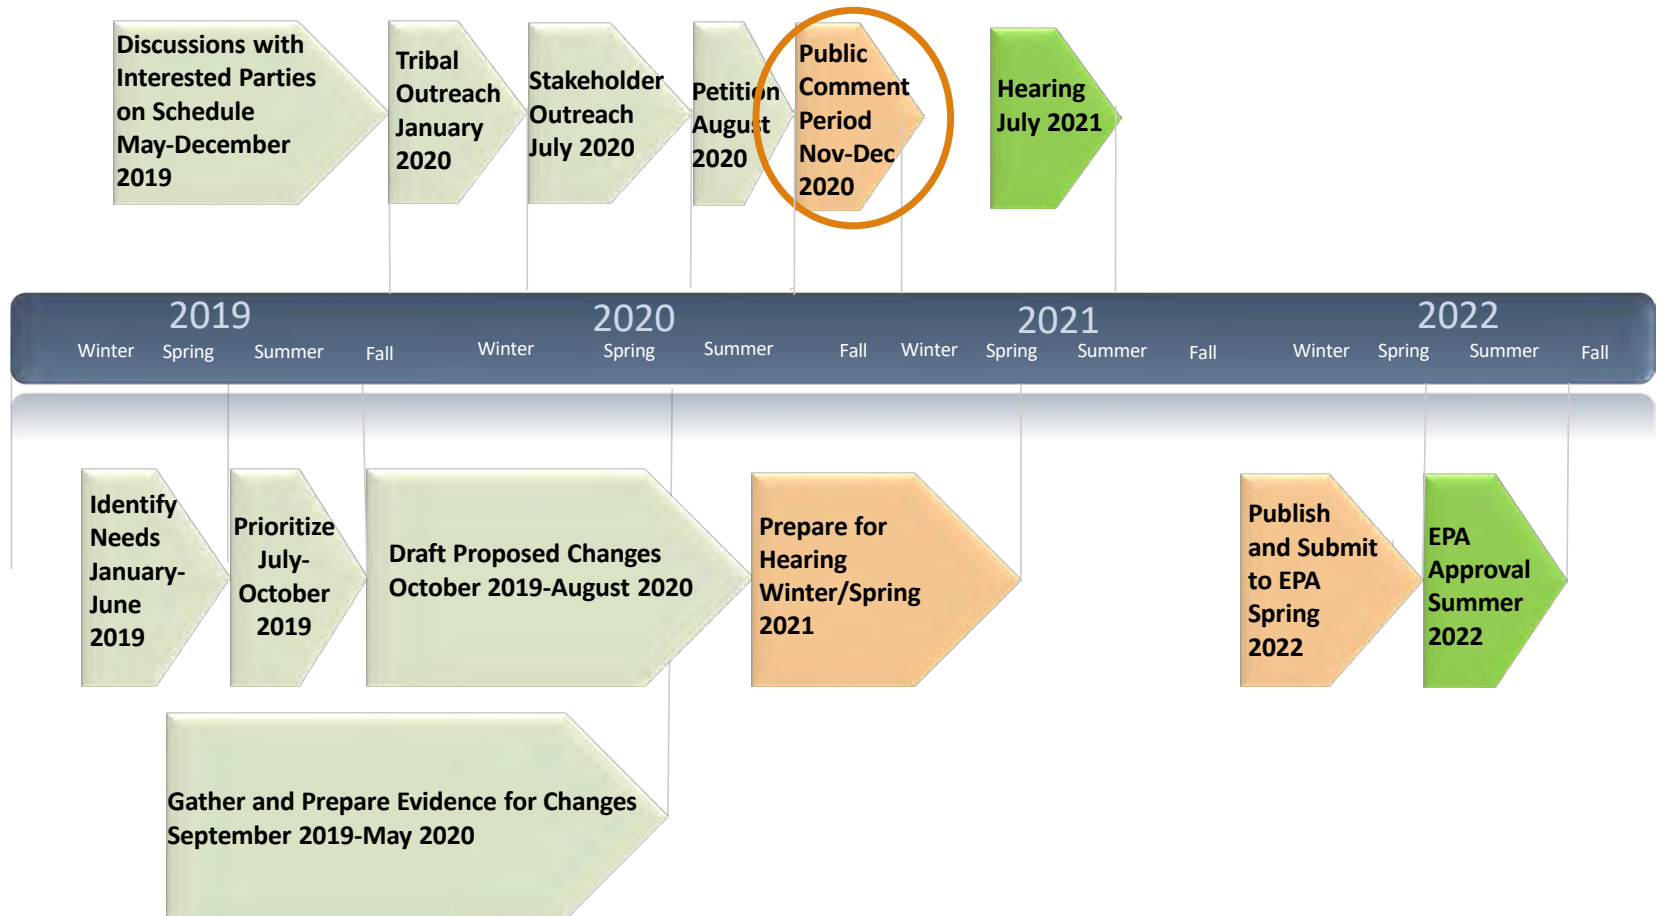 Discussions with
Interested Parties
on Schedule
May-December
2019
Tribal
Outreach
January
2020
Stakeholder
Outreach
July 2020
Petition
August
2020
Public
Comment
Period
Nov-Dec
2020
Hearing
July 2021
2019
2020
2021
2022
Winter Spring Summer Fall Winter Spring Summer Fall Winter Spring Summer Fall Winter Spring Summer Fall
Identify
Needs
January-
June
2019
Prioritize
July-
October
2019
Draft Proposed Changes
October 2019-August 2020
Prepare for
Hearing
Winter/Spring
2021
Publish
and Submit
to EPA
Spring
2022
EPA
Approval
Summer
2022
Gather and Prepare Evidence for Changes
September 2019-May 2020